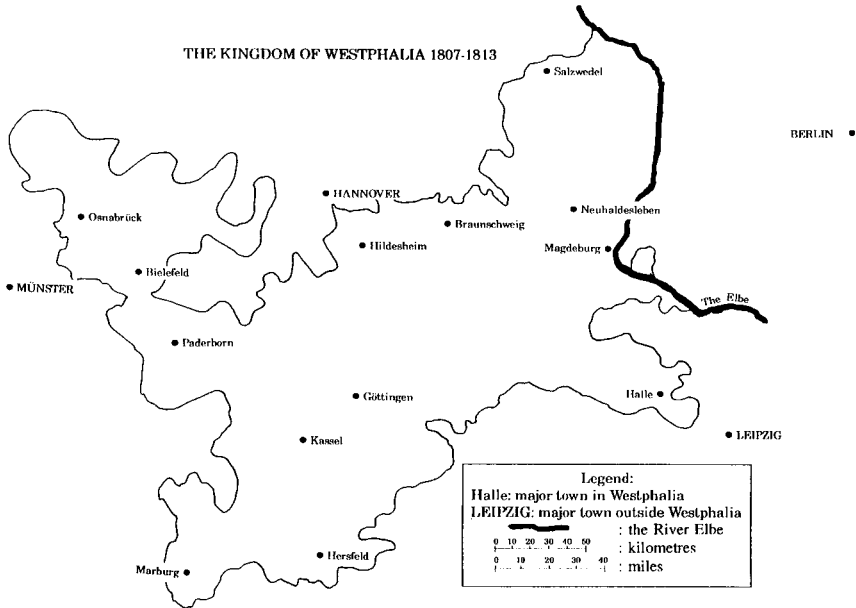 THE KINGDOM OF WESTPHALIA 1807-1813
Salzwedel
BERLIN
HANNOVER
Osnabrück
Neuhaldesleben
Braunschweig
Hildesheim
Magdeburg
Bielefeld
MÜNSTER
The Elbe
Paderborn
Göttingen
Halle
Kassel
LEIPZIG
Legend:
Halle: major town in Westphalia
LEIPZIG: major town outside Westphalia
: the River Elbe
0 10 20 30 40 50
: kilometres
0 10 20 30 40
: miles
Hersfeld
Marburg